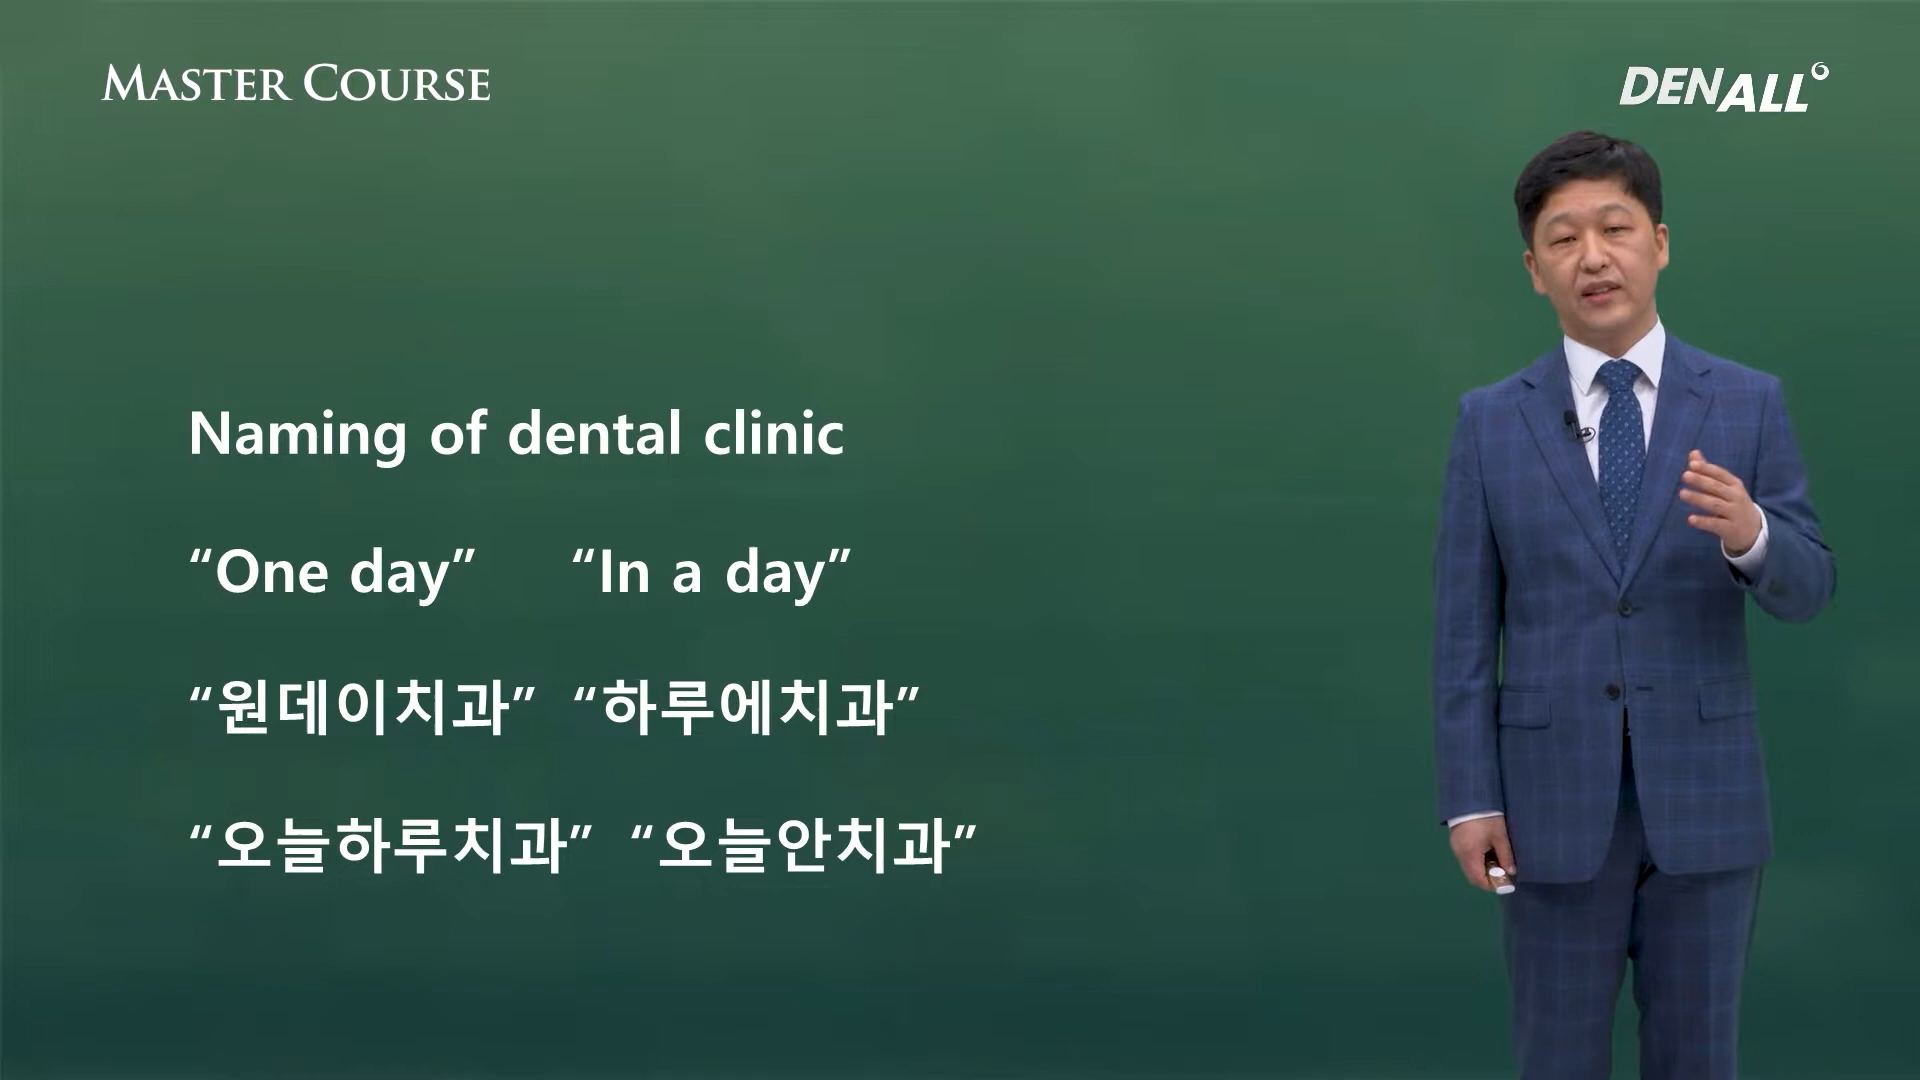 MASTER COURSE
DENALL
Naming of dental clinic
“One day” “In a day”
“원데이치과” “하루에치과”
“오늘하루치과” “오늘안치과”